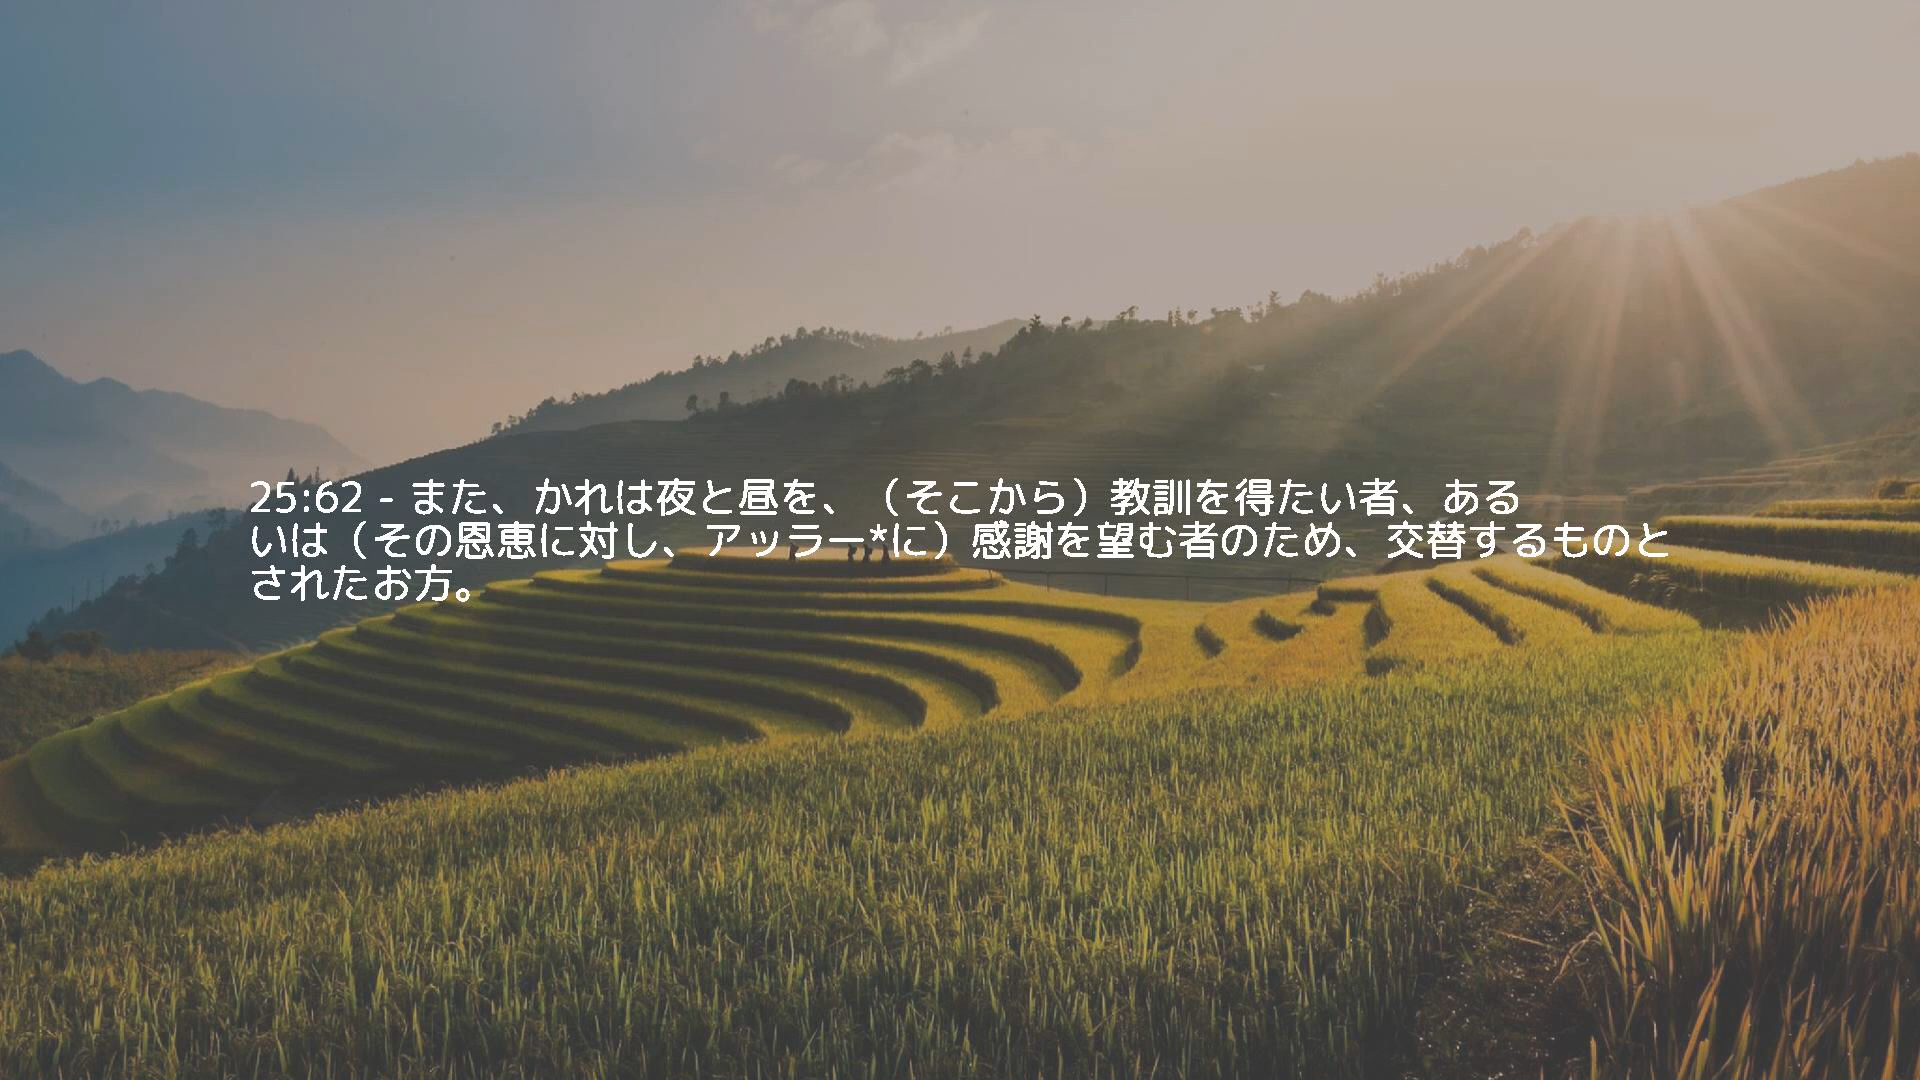 25:62 - また、かれは夜と昼を、（そこから）教訓を得たい者、ある
いは（その恩恵に対し、アッラー*に）感謝を望む者のため、交替するものと
されたお方。